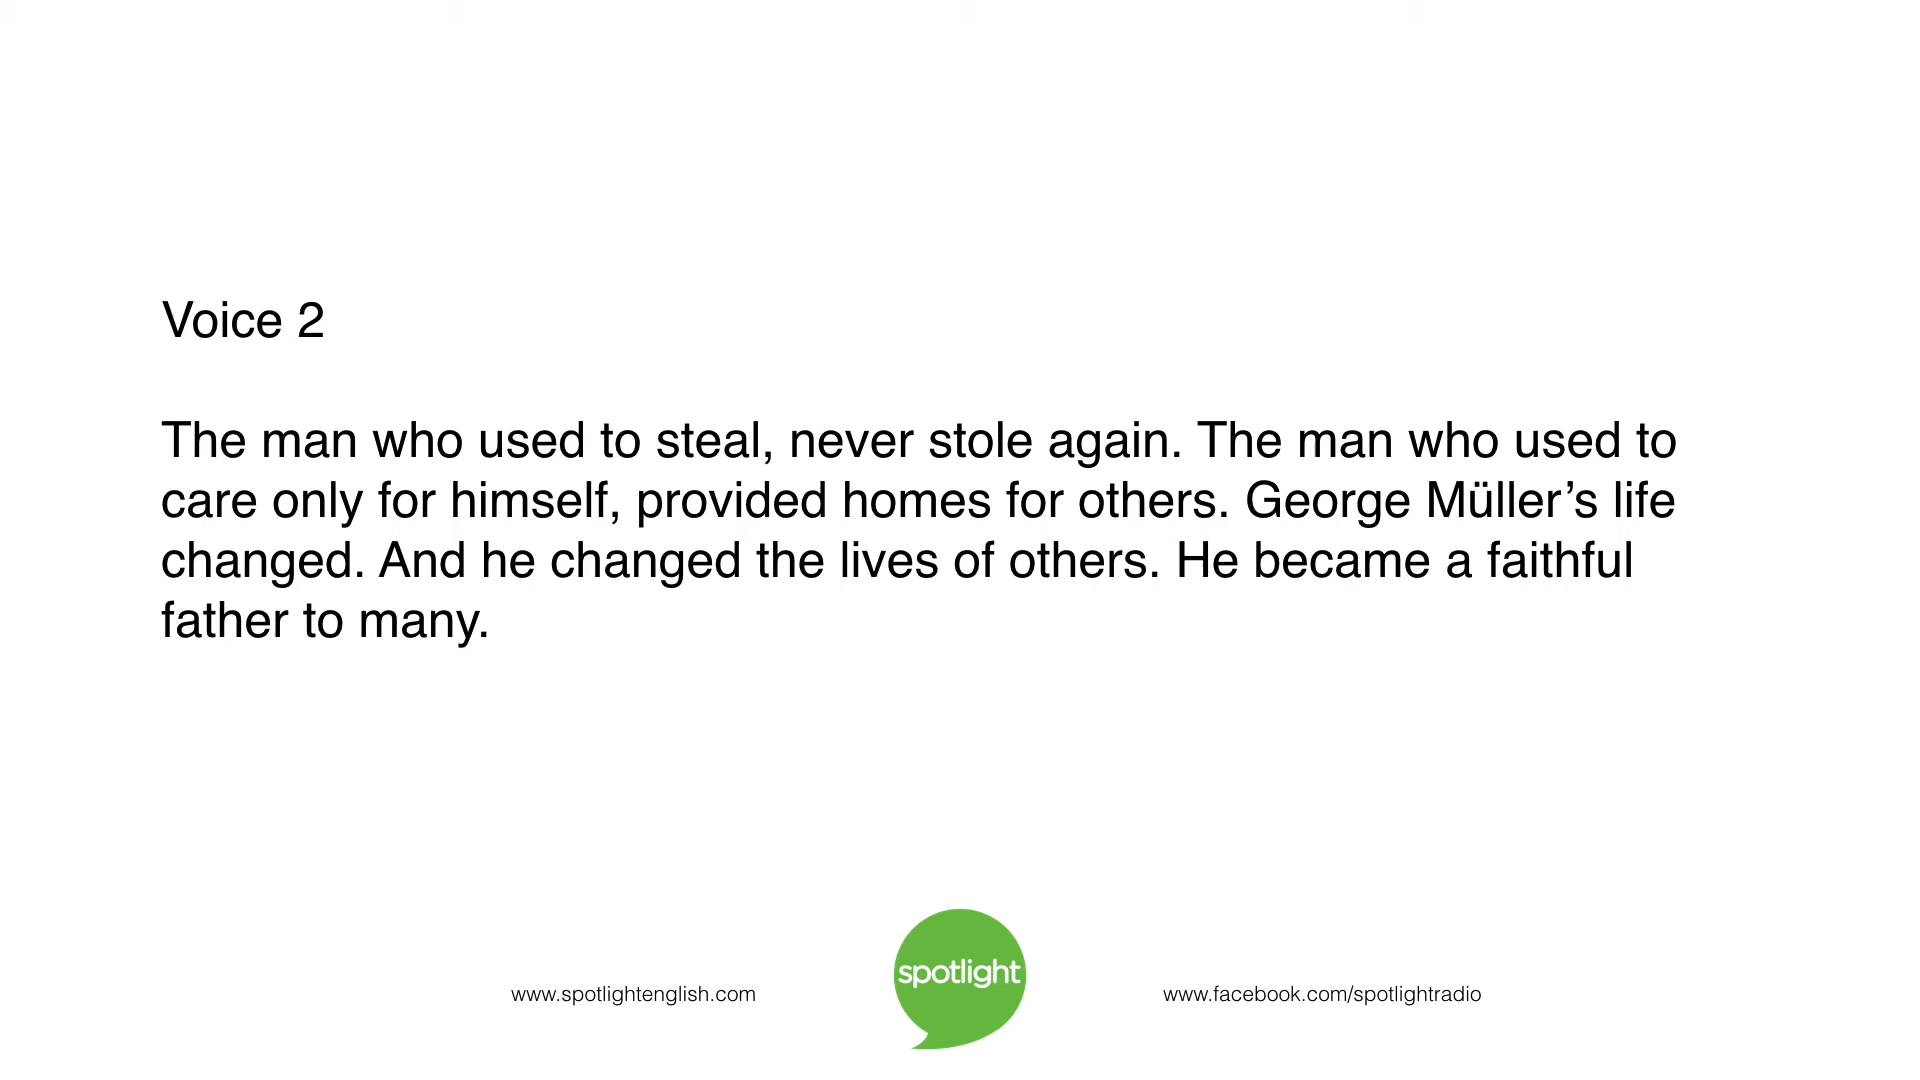 Voice 2
The man who used to steal, never stole again. The man who used to
care only for himself, provided homes for others. George Müller’s life
changed. And he changed the lives of others. He became a faithful
father to many.
www.spotlightenglish.com
spotlight
www.facebook.com/spotlightradio